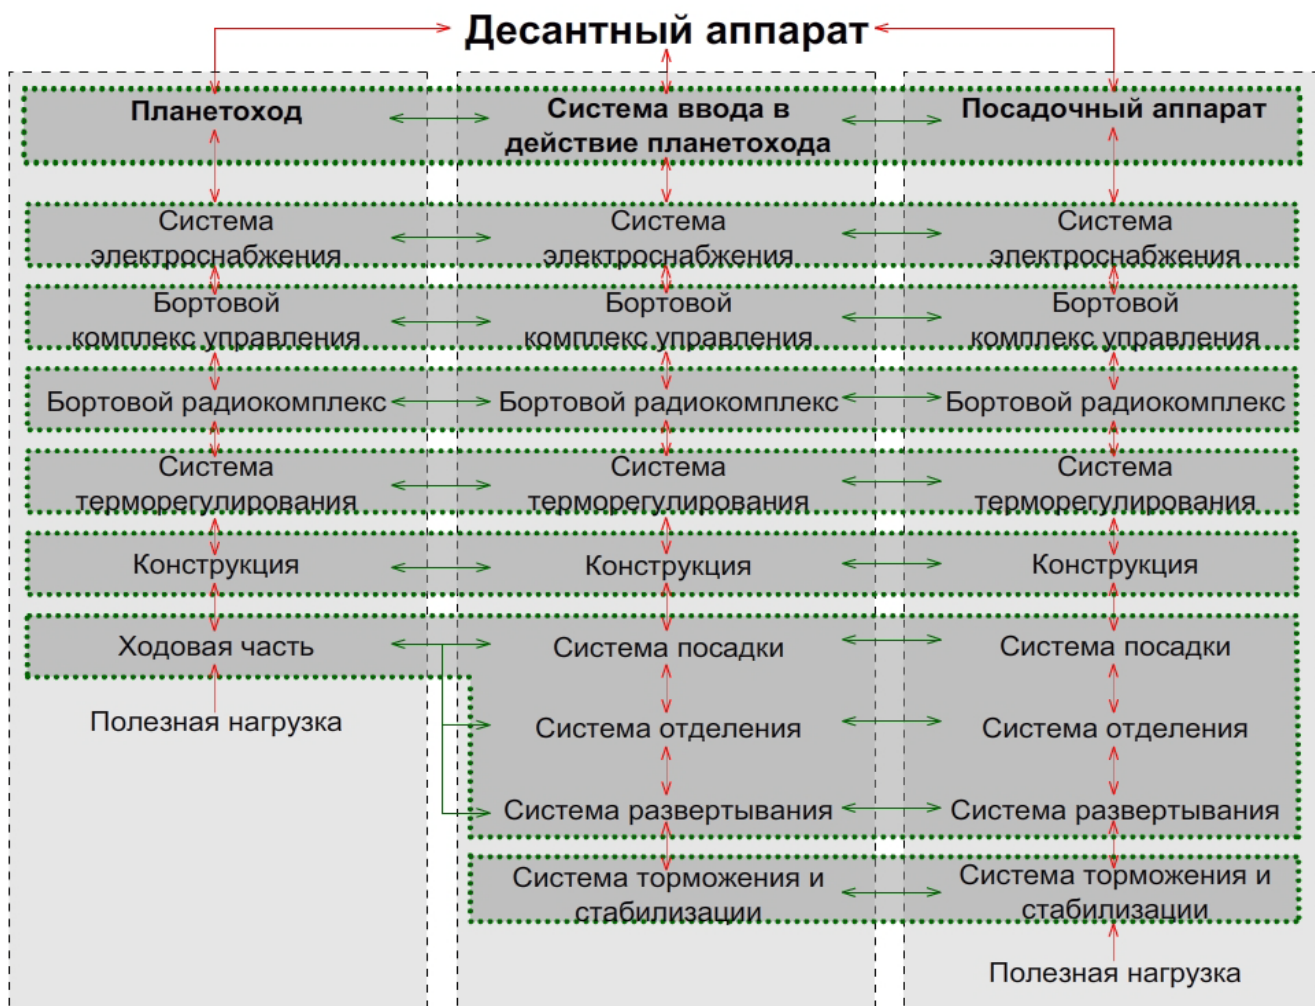 Десантный аппарат
Планетоход
Система ввода в
действие планетохода
Посадочный аппарат
Система
электроснабжения
Система
электроснабжения
Система
электроснабжения
Бортовой
комплекс управления
Бортовой
комплекс управления
Бортовой
комплекс управления
Бортовой радиокомплекс
Бортовой радиокомплекс
Бортовой радиокомплекс
Система
терморегулирования
Система
терморегулирования
Система
терморегулирования
Конструкция
Конструкция
Конструкция
Ходовая часть
Система посадки
Система посадки
Полезная нагрузка
Система отделения
Система отделения
Система развертывания
Система развертывания
Система торможения и
стабилизации
Система торможения и
стабилизации
Полезная нагрузка